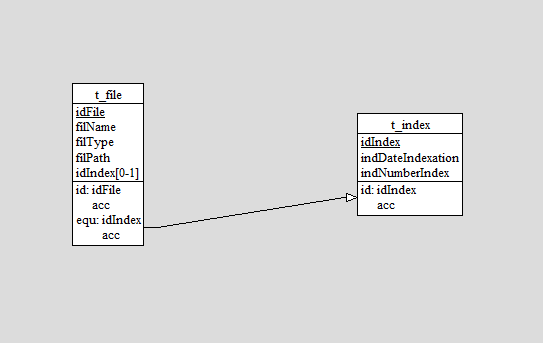 t_file
idFile
filName
filType
filPath
idIndex[0-1]
id: idFile
acc
equ: idIndex
acc
t_index
idIndex
indDateIndexation
indNumberIndex
id: idIndex
acc